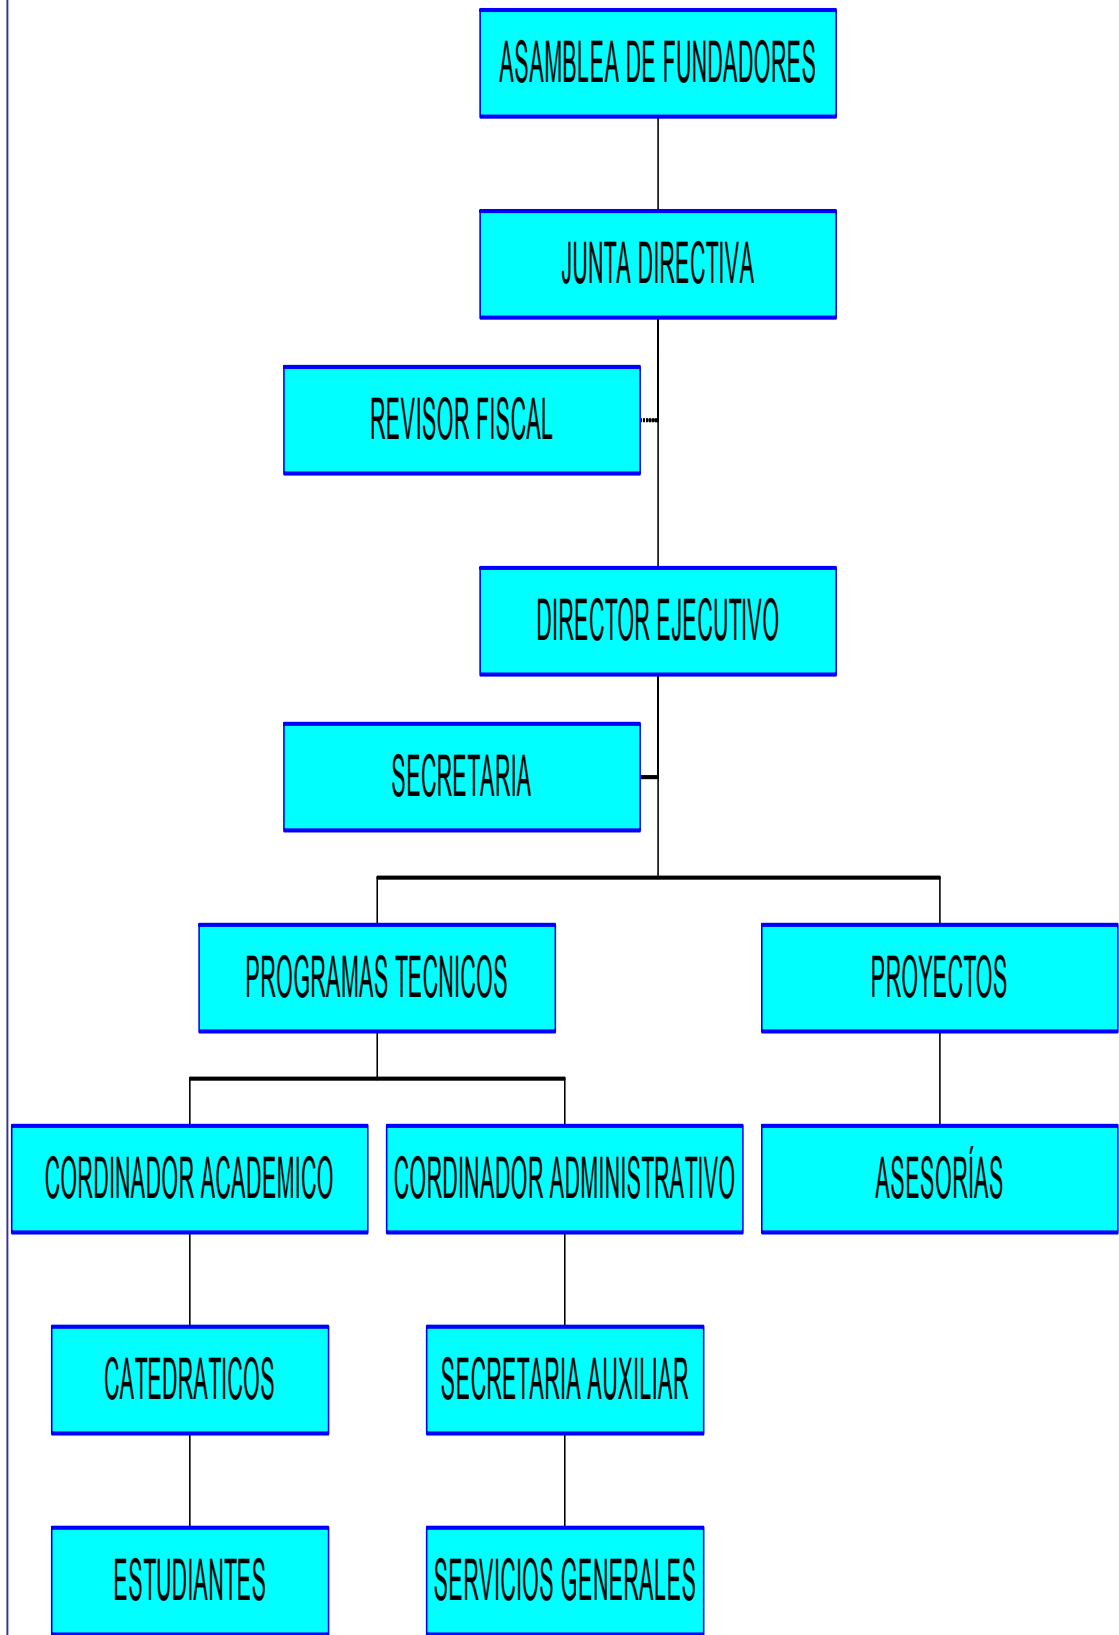 ASAMBLEA DE FUNDADORES
JUNTA DIRECTIVA
REVISOR FISCAL
DIRECTOR EJECUTIVO
SECRETARIA
PROGRAMAS TECNICOS
PROYECTOS
CORDINADOR ACADEMICO
CORDINADOR ADMINISTRATIVO
ASESORÍAS
CATEDRATICOS
SECRETARIA AUXILIAR
ESTUDIANTES
SERVICIOS GENERALES